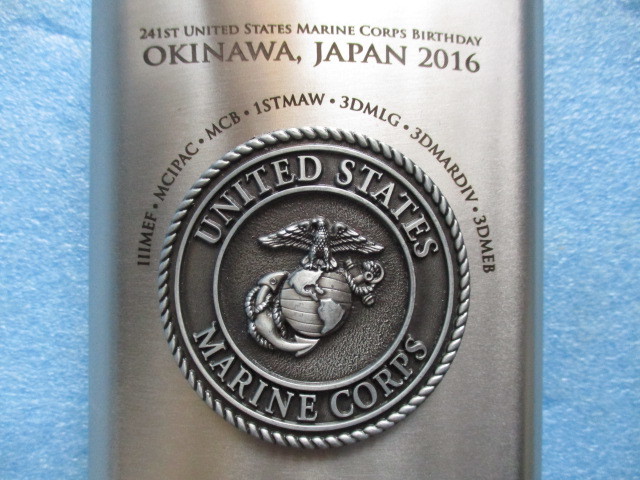 241ST UNITED STATES MARINE CORPS BIRTHDAY
OKINAWA, JAPAN 2016
IIIMEF • MCIPAC • MCB • 1STMAW • 3DMLG • 3DMARDIV • 3DMEB
UNITED STATES
MARINE CORPS